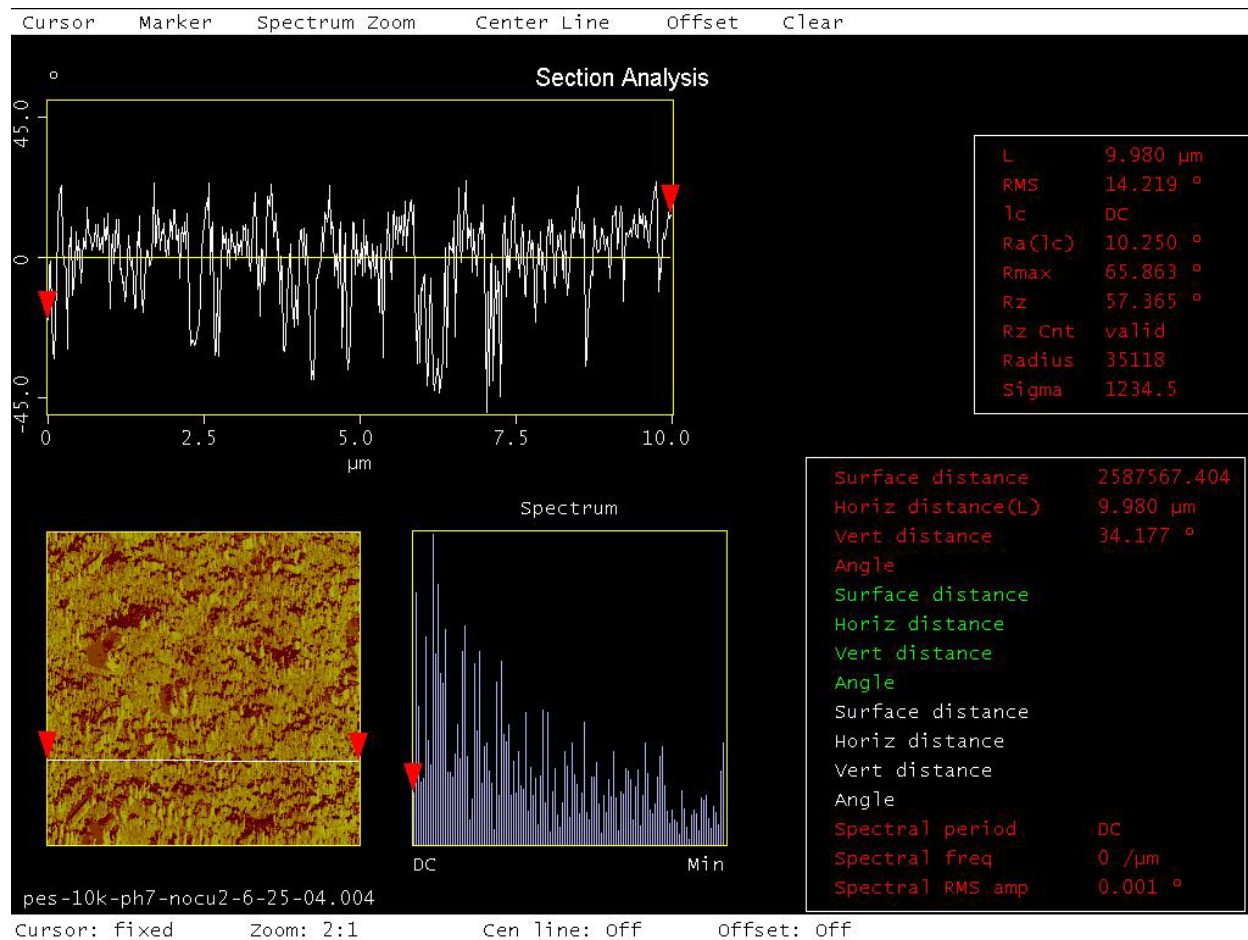 Cursor Marker Spectrum Zoom Center Line Offset Clear
o
Section Analysis
45.0
0
-45.0
0 2.5 5.0 7.5 10.0
µm
L 9.980 µm
RMS 14.219 º
lc DC
Ra(lc) 10.250 º
Rmax 65.863 º
Rz 57.365 º
Rz Cnt valid
Radius 35118
Sigma 1234.5
Spectrum
DC Min
Surface distance 2587567.404
Horiz distance(L) 9.980 µm
Vert distance 34.177 º
Angle
Surface distance
Horiz distance
Vert distance
Angle
Surface distance
Horiz distance
Vert distance
Angle
Spectral period DC
Spectral freq 0 /µm
Spectral RMS amp 0.001 º
pes-10k-ph7-nocu2-6-25-04.004
Cursor: fixed Zoom: 2:1 Cen line: Off Offset: Off